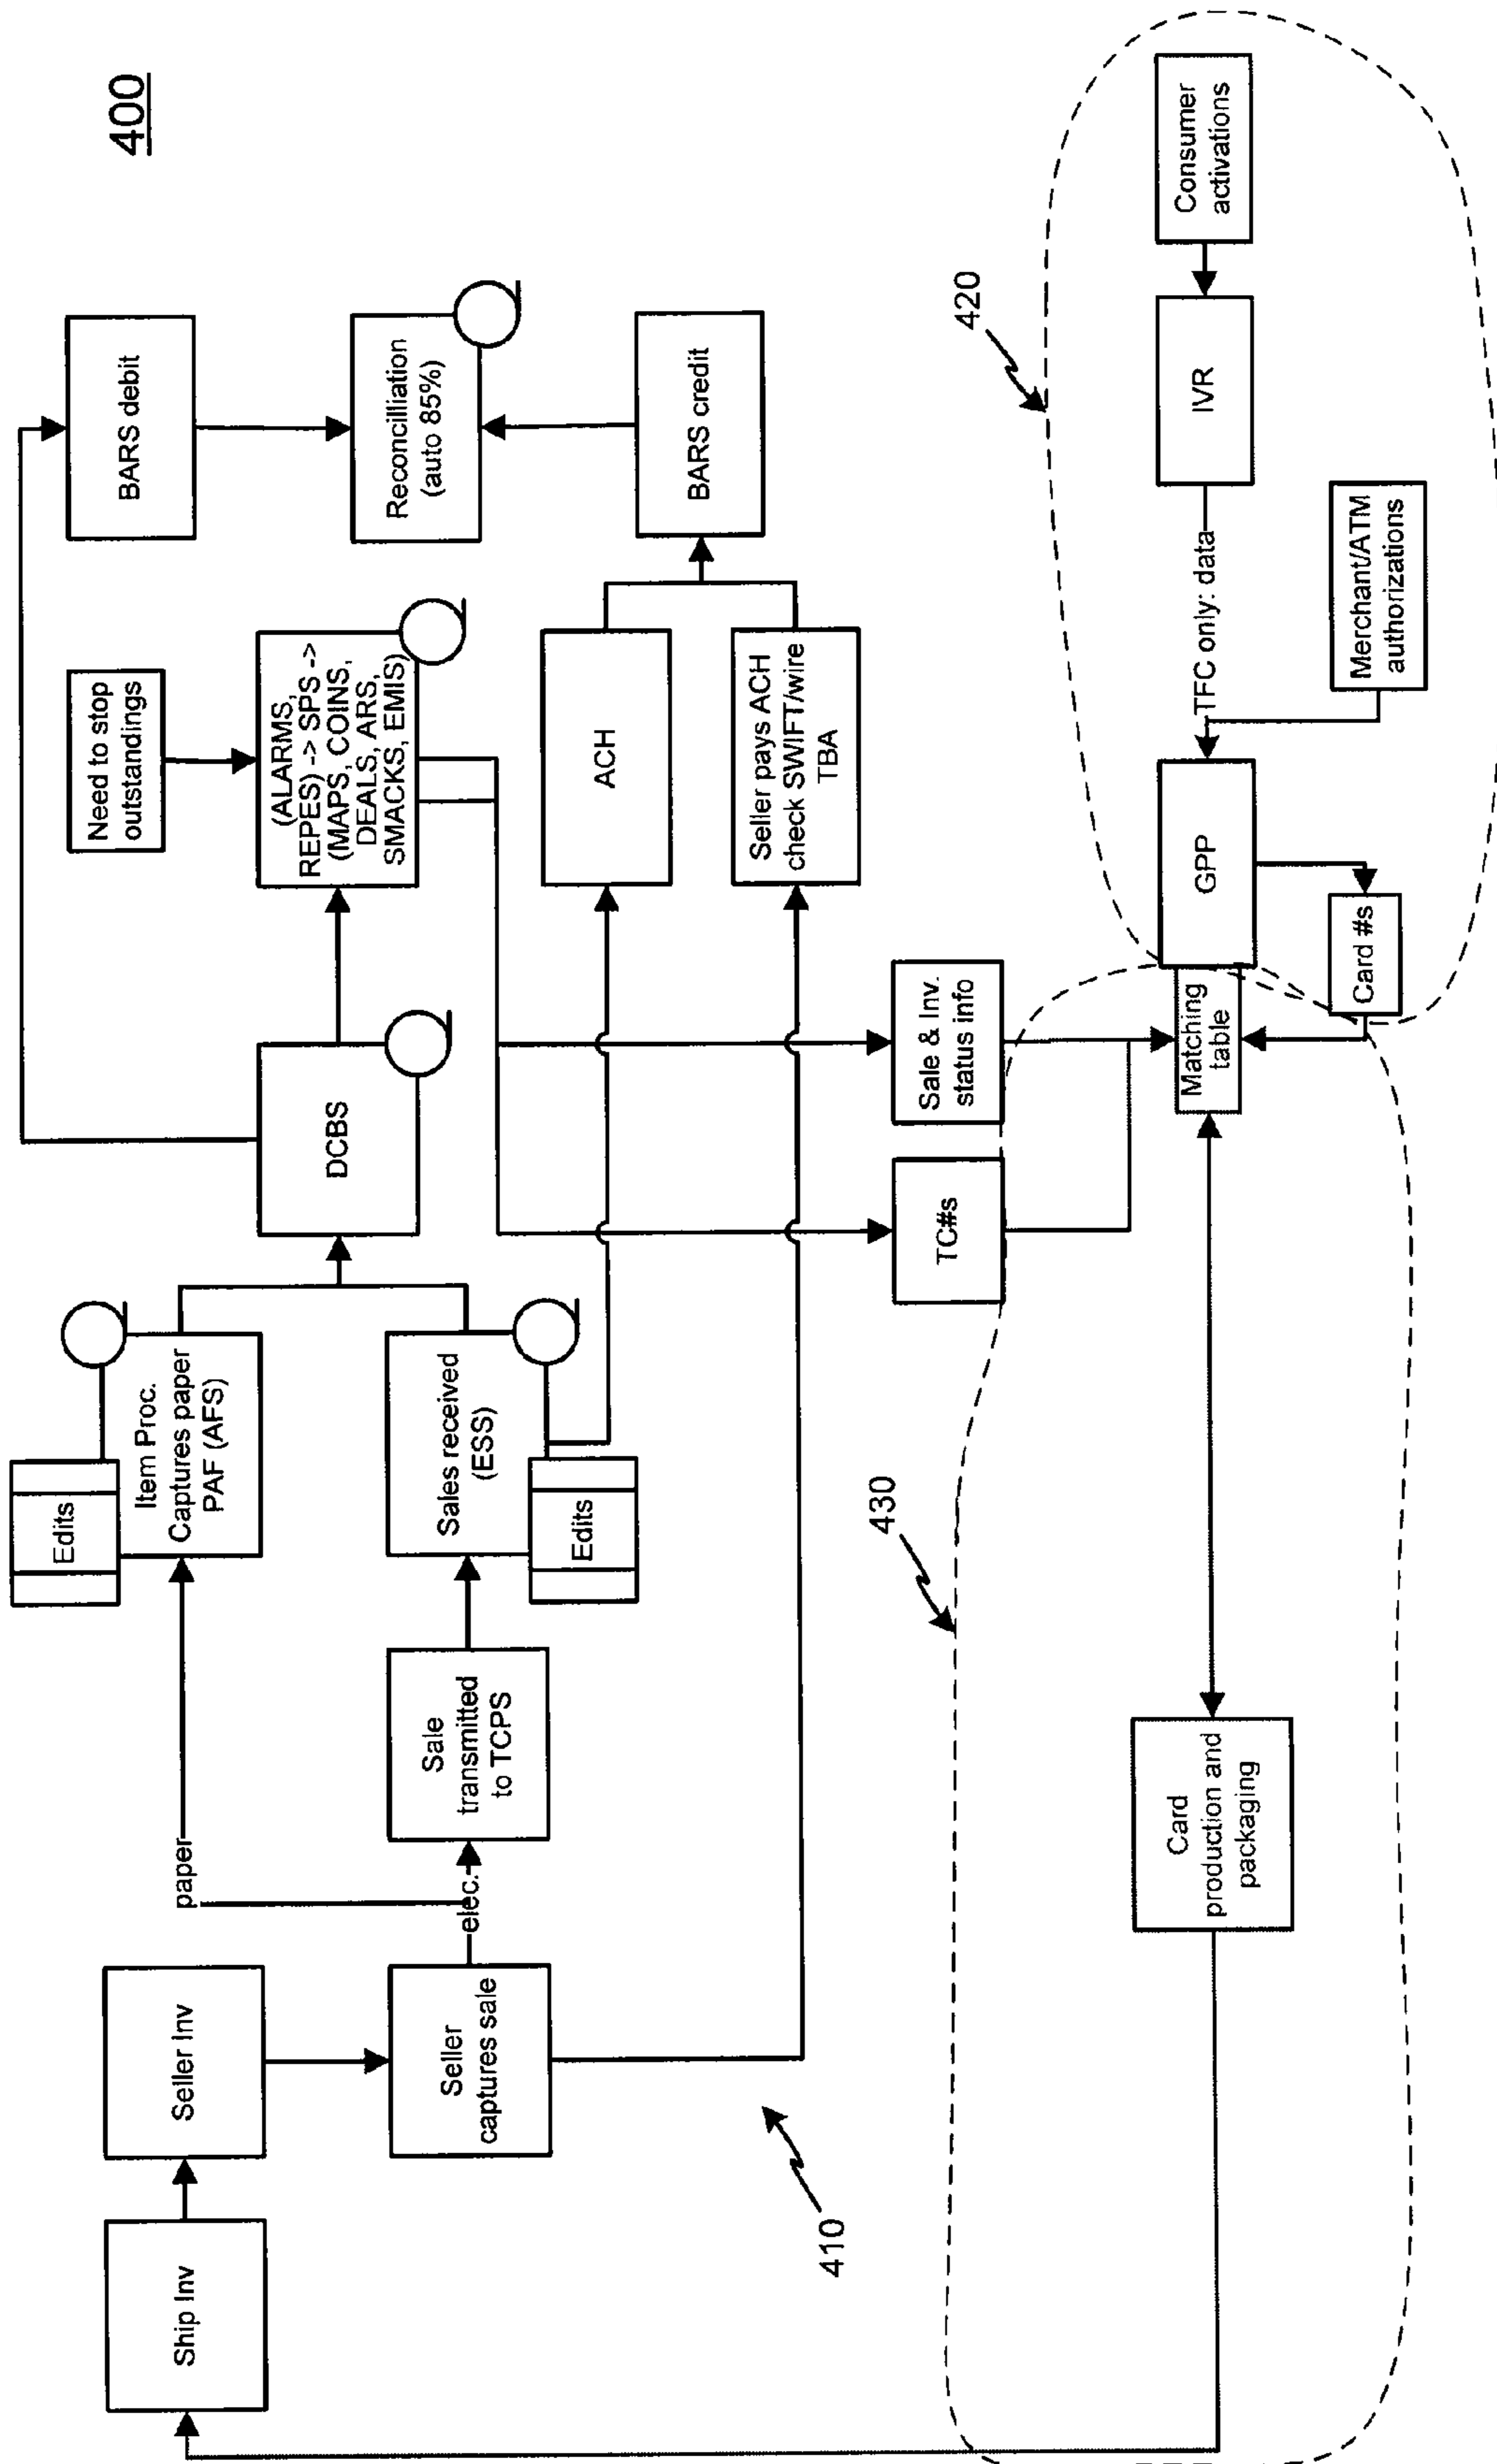 400
Ship Inv
Seller Inv
Seller
captures sale
paper
elec.
Sale
transmitted
to TCPS
Edits
Item Proc.
Captures paper
PAF (AFS)
Sales received
(ESS)
Edits
DCBS
Need to stop
outstandings
(ALARMS,
REPES) -> SPS ->
(MAPS, COINS,
DEALS, ARS,
SMACKS, EMIS)
ACH
Seller pays ACH
check SWIFT/wire
TBA
BARS debit
Reconcilliation
(auto 85%)
BARS credit
410
430
420
TC#s
Sale & Inv.
status info
Card
production and
packaging
Matching
table
GPP
Card #s
TFC only: data
IVR
Consumer
activations
Merchant/ATM
authorizations